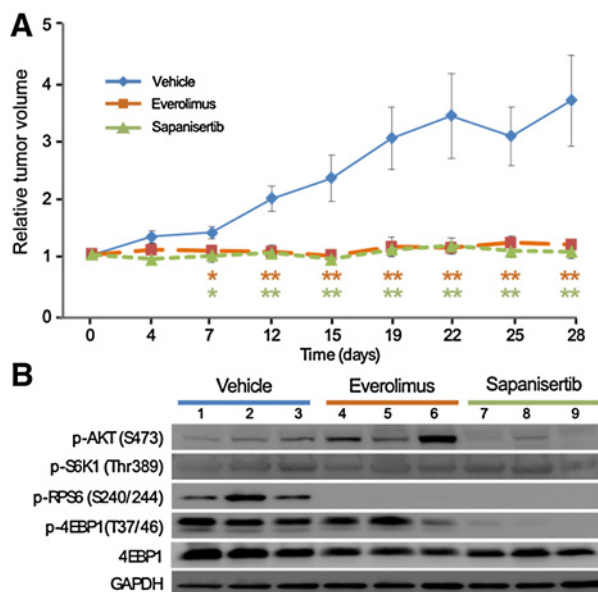 A
Relative tumor volume
5
4
3
2
1
0
Vehicle
Everolimus
Sapanisertib
* ** ** ** ** ** **
* ** ** ** ** ** **
0 4 7 12 15 19 22 25 28
Time (days)
B
Vehicle Everolimus Sapanisertib
1 2 3 4 5 6 7 8 9
p-AKT (S473)
p-S6K1 (Thr389)
p-RPS6 (S240/244)
p-4EBP1(T37/46)
4EBP1
GAPDH